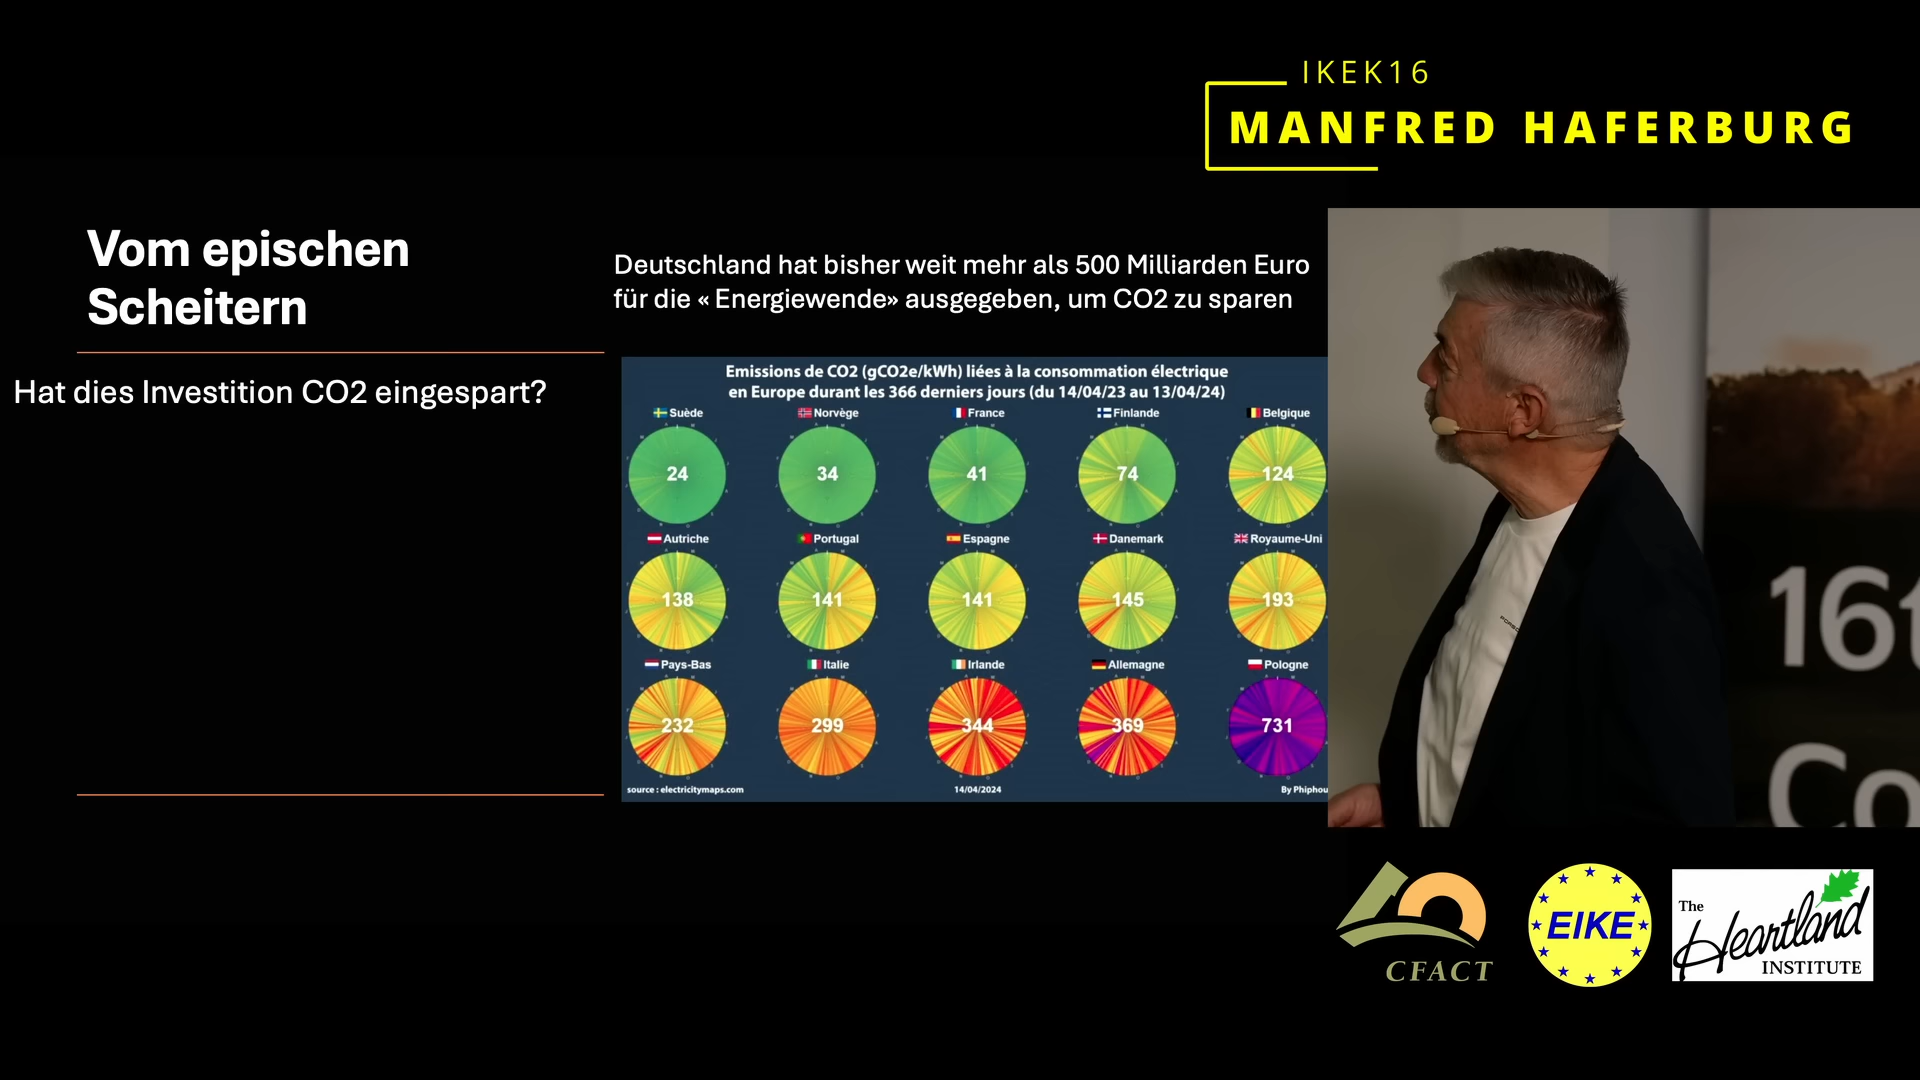 IKEK16
MANFRED HAFERBURG
Vom epischen
Scheitern
Hat dies Investition CO2 eingespart?
Deutschland hat bisher weit mehr als 500 Milliarden Euro
für die « Energiewende» ausgegeben, um CO2 zu sparen
Emissions de CO2 (gCO2e/kWh) liées à la consommation électrique
en Europe durant les 366 derniers jours (du 14/04/23 au 13/04/24)
Suède Norvège France Finlande Belgique
24 34 41 74 124
Autriche Portugal Espagne Danemark Royaume-Uni
138 141 141 145 193
Pays-Bas Italie Irlande Allemagne Pologne
232 299 344 369 731
source : electricitymaps.com 14/04/2024 By Phiphou
16t
Co
CFACT
EIKE
The
Heartland
INSTITUTE